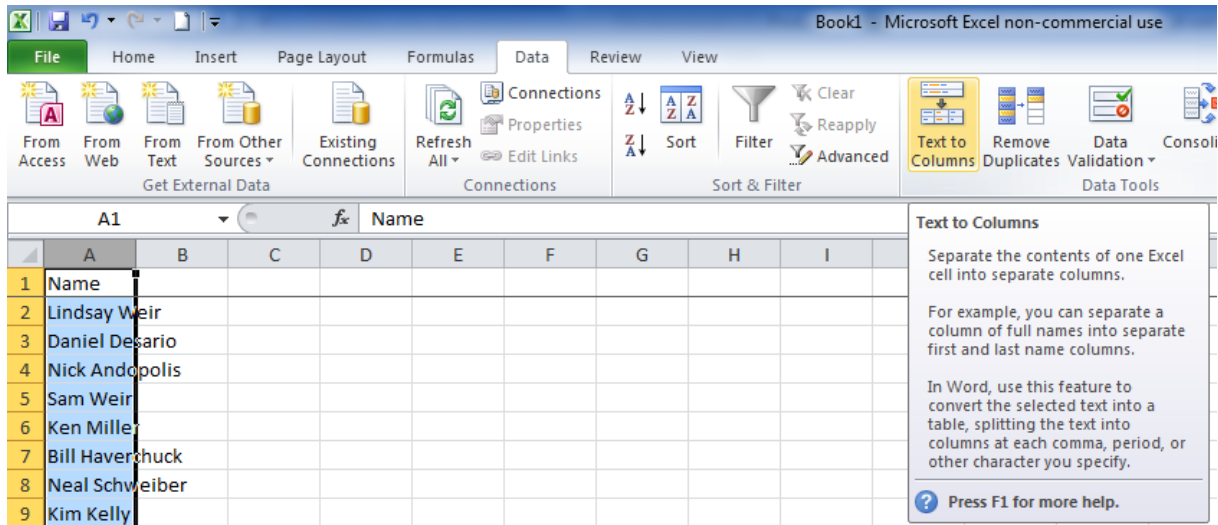 Book1 - Microsoft Excel non-commercial use
File Home Insert Page Layout Formulas Data Review View
From Access
From Web
From Text
From Other Sources
Existing Connections
Get External Data
Refresh All
Connections
Properties
Edit Links
Connections
Sort
Filter
Clear
Reapply
Advanced
Sort & Filter
Text to Columns
Remove Duplicates
Data Validation
Consoli
Data Tools
A1 fx Name
A B C D E F G H I
1 Name
2 Lindsay Weir
3 Daniel Desario
4 Nick Andopolis
5 Sam Weir
6 Ken Miller
7 Bill Haverchuck
8 Neal Schweiber
9 Kim Kelly
Text to Columns
Separate the contents of one Excel
cell into separate columns.
For example, you can separate a
column of full names into separate
first and last name columns.
In Word, use this feature to
convert the selected text into a
table, splitting the text into
columns at each comma, period, or
other character you specify.
Press F1 for more help.